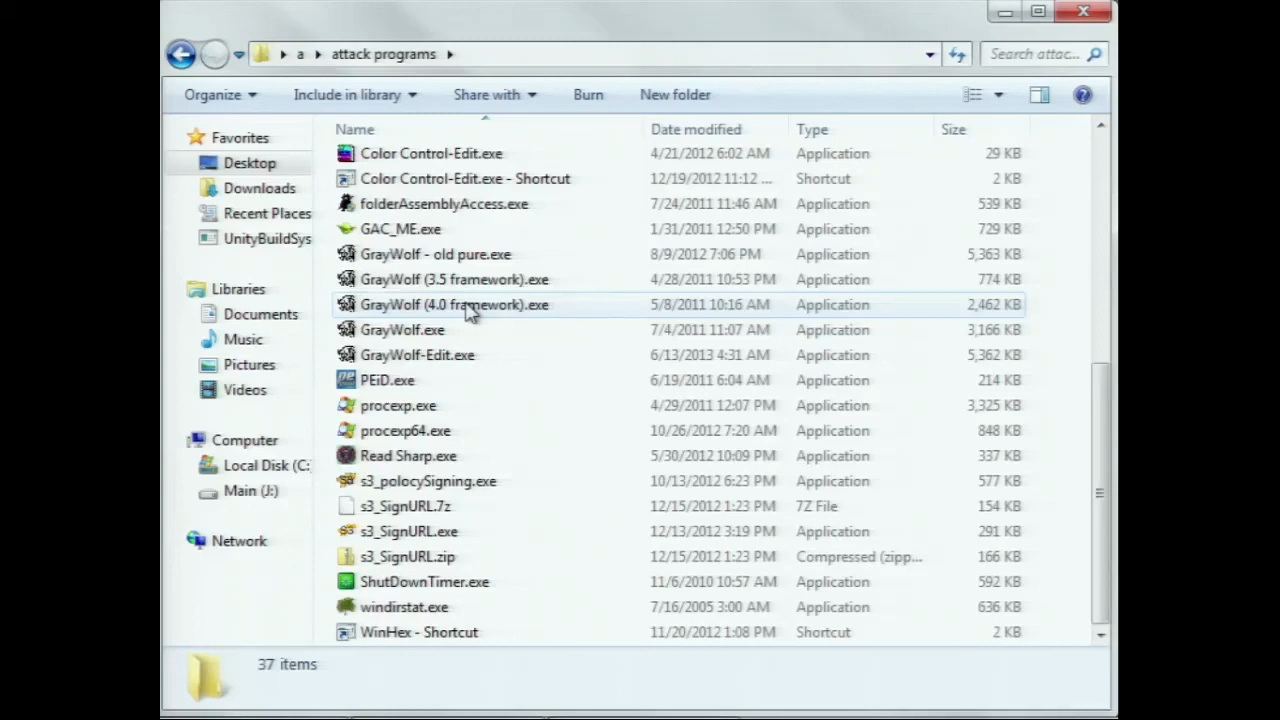 a attack programs Search attac...
Organize Include in library Share with Burn New folder
Name Date modified Type Size
Favorites
Desktop
Downloads
Recent Places
UnityBuildSys
Libraries
Documents
Music
Pictures
Videos
Computer
Local Disk (C:
Main (J:)
Network
Color Control-Edit.exe 4/21/2012 6:02 AM Application 29 KB
Color Control-Edit.exe - Shortcut 12/19/2012 11:12 ... Shortcut 2 KB
folderAssemblyAccess.exe 7/24/2011 11:46 AM Application 539 KB
GAC_ME.exe 1/31/2011 12:50 PM Application 729 KB
GrayWolf - old pure.exe 8/9/2012 7:06 PM Application 5,363 KB
GrayWolf (3.5 framework).exe 4/28/2011 10:53 PM Application 774 KB
GrayWolf (4.0 framework).exe 5/8/2011 10:16 AM Application 2,462 KB
GrayWolf.exe 7/4/2011 11:07 AM Application 3,166 KB
GrayWolf-Edit.exe 6/13/2013 4:31 AM Application 5,362 KB
PEiD.exe 6/19/2011 6:04 AM Application 214 KB
procexp.exe 4/29/2011 12:07 PM Application 3,325 KB
procexp64.exe 10/26/2012 7:20 AM Application 848 KB
Read Sharp.exe 5/30/2012 10:09 PM Application 337 KB
s3_polocySigning.exe 10/13/2012 6:23 PM Application 577 KB
s3_SignURL.7z 12/15/2012 1:23 PM 7Z File 154 KB
s3_SignURL.exe 12/13/2012 3:19 PM Application 291 KB
s3_SignURL.zip 12/15/2012 1:23 PM Compressed (zipp... 166 KB
ShutDownTimer.exe 11/6/2010 10:57 AM Application 592 KB
windirstat.exe 7/16/2005 3:00 AM Application 636 KB
WinHex - Shortcut 11/20/2012 1:08 PM Shortcut 2 KB
37 items